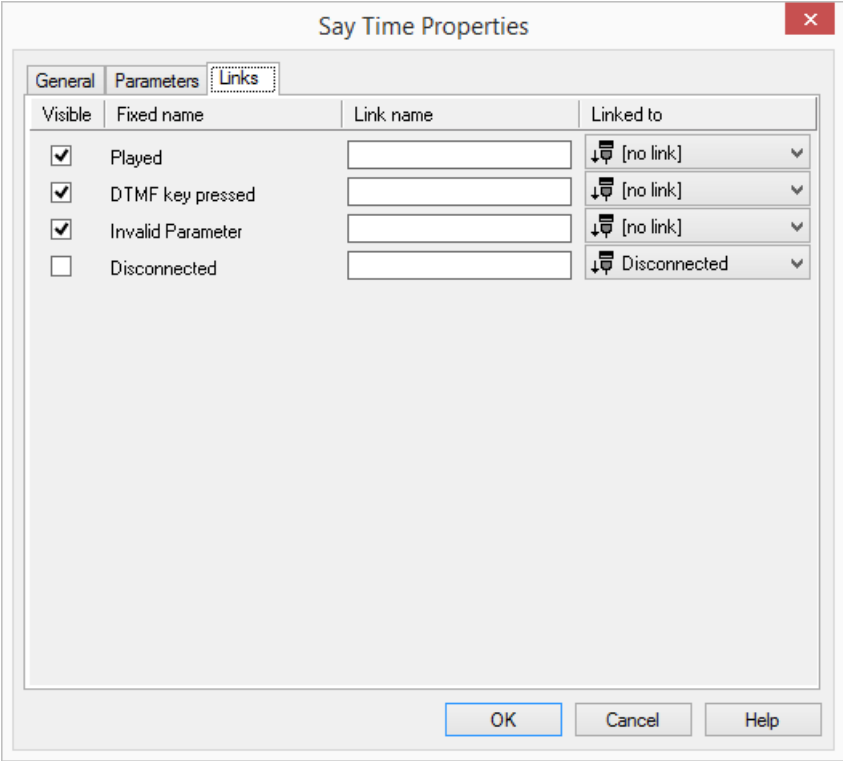 Say Time Properties
General Parameters Links
Visible Fixed name Link name Linked to
Played [no link]
DTMF key pressed [no link]
Invalid Parameter [no link]
Disconnected Disconnected
OK Cancel Help